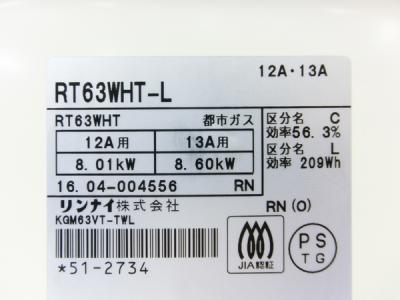 12A・13A
RT63WHT-L
RT63WHT 都市ガス
12A用 13A用
8.01kW 8.60kW
16.04-004556 RN
区分名 C
効率56.3%
区分名 L
効率 209Wh
リンナイ株式会社
KGM63VT-TWL
RN(O)
*51-2734
JIA認証
PS
TG